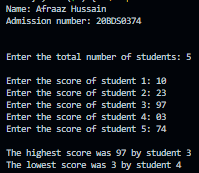 Name: Afraaz Hussain
Admission number: 20BDS0374
Enter the total number of students: 5
Enter the score of student 1: 10
Enter the score of student 2: 23
Enter the score of student 3: 97
Enter the score of student 4: 03
Enter the score of student 5: 74
The highest score was 97 by student 3
The lowest score was 3 by student 4